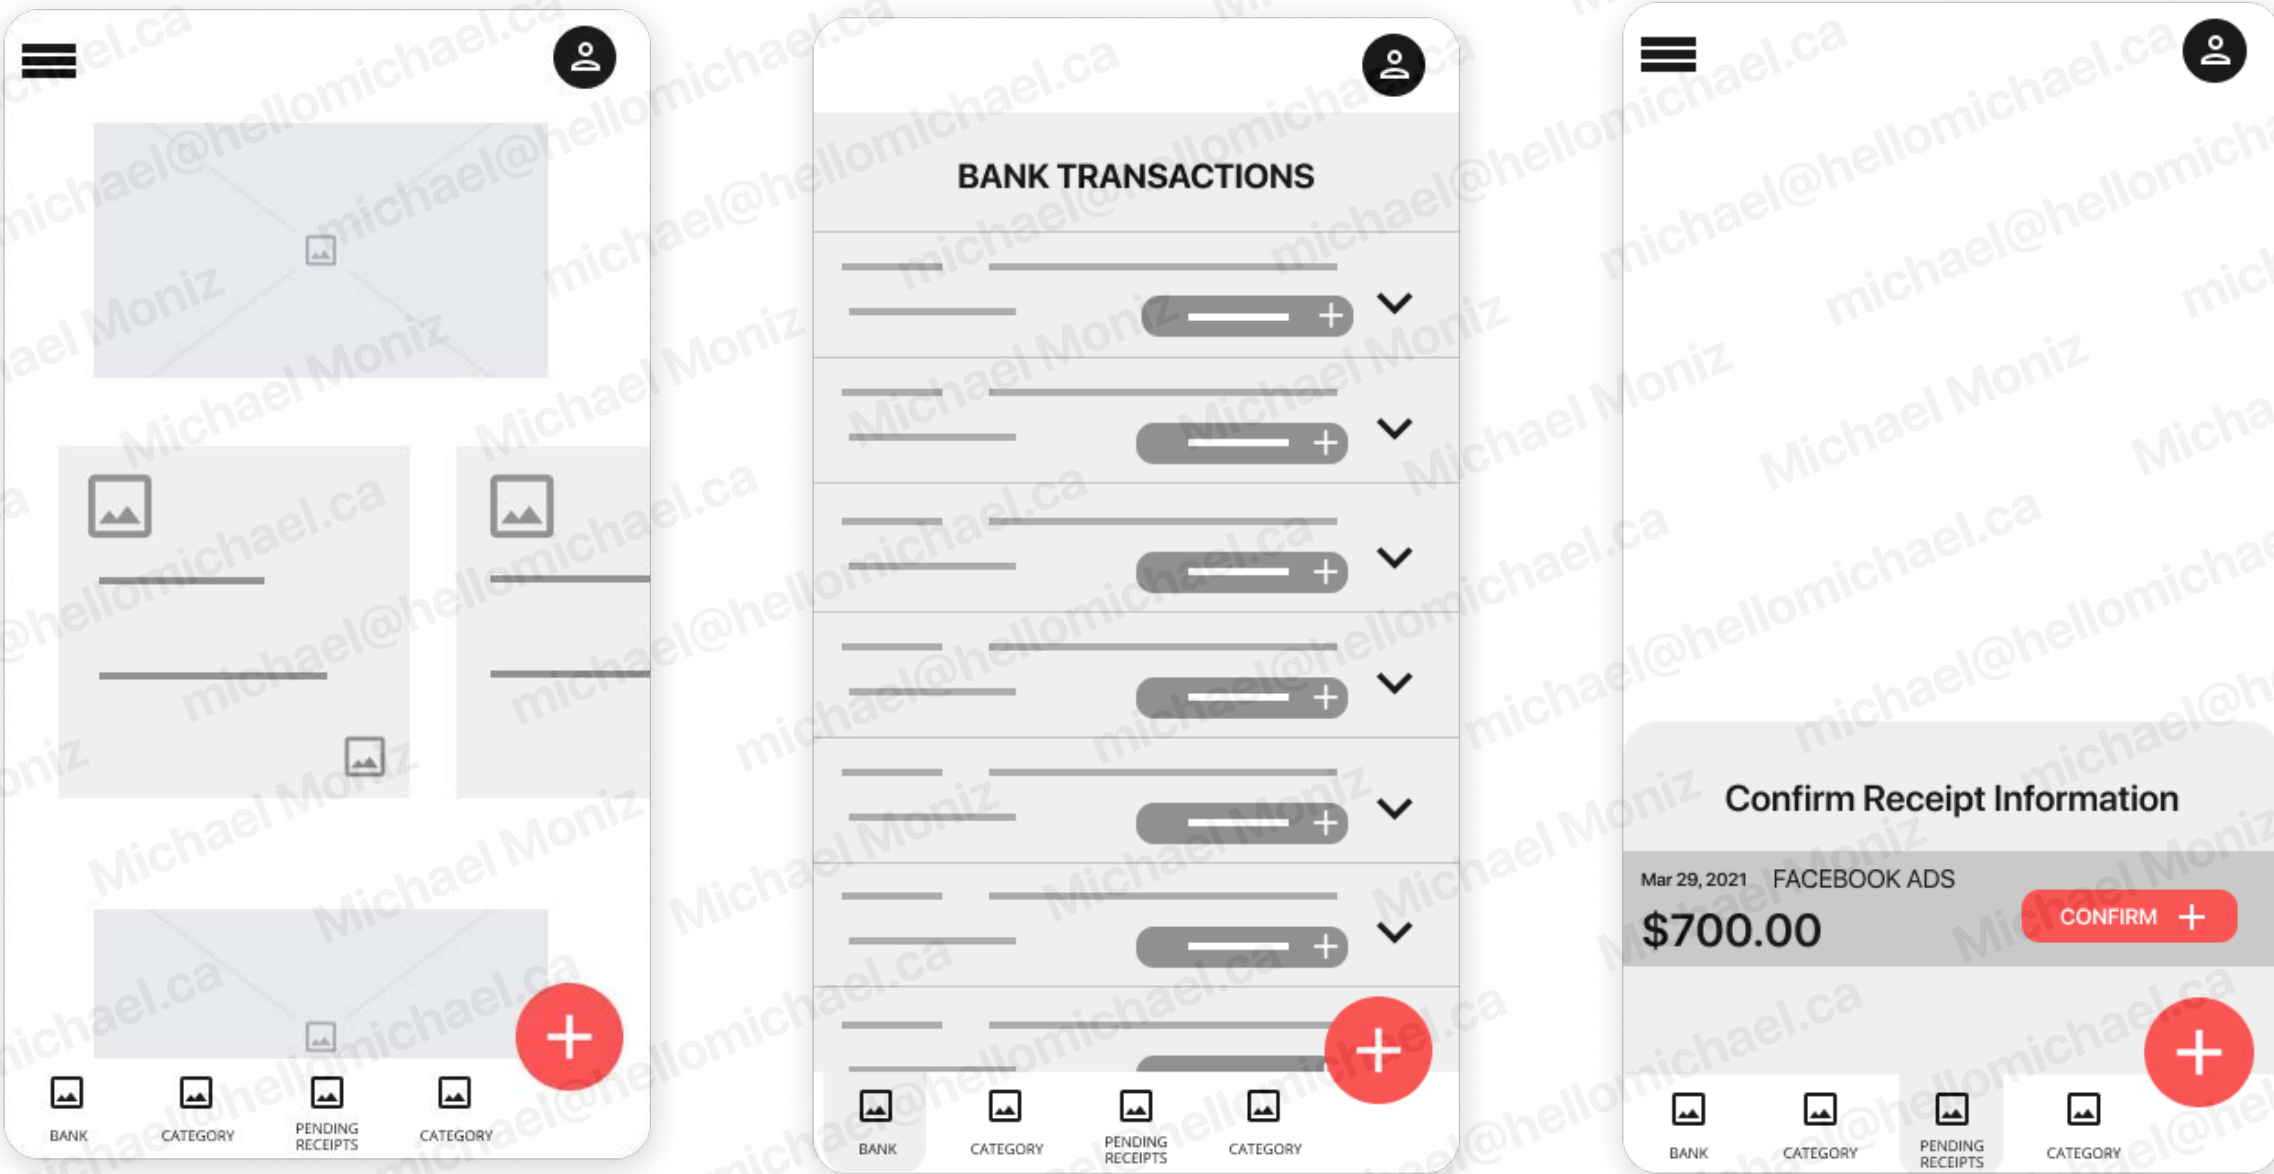 BANK
CATEGORY
PENDING
RECEIPTS
CATEGORY
BANK TRANSACTIONS
BANK
CATEGORY
PENDING
RECEIPTS
CATEGORY
Confirm Receipt Information
Mar 29, 2021 FACEBOOK ADS
$700.00
CONFIRM +
BANK
CATEGORY
PENDING
RECEIPTS
CATEGORY
michael@hellomichael.ca
Michael Moniz